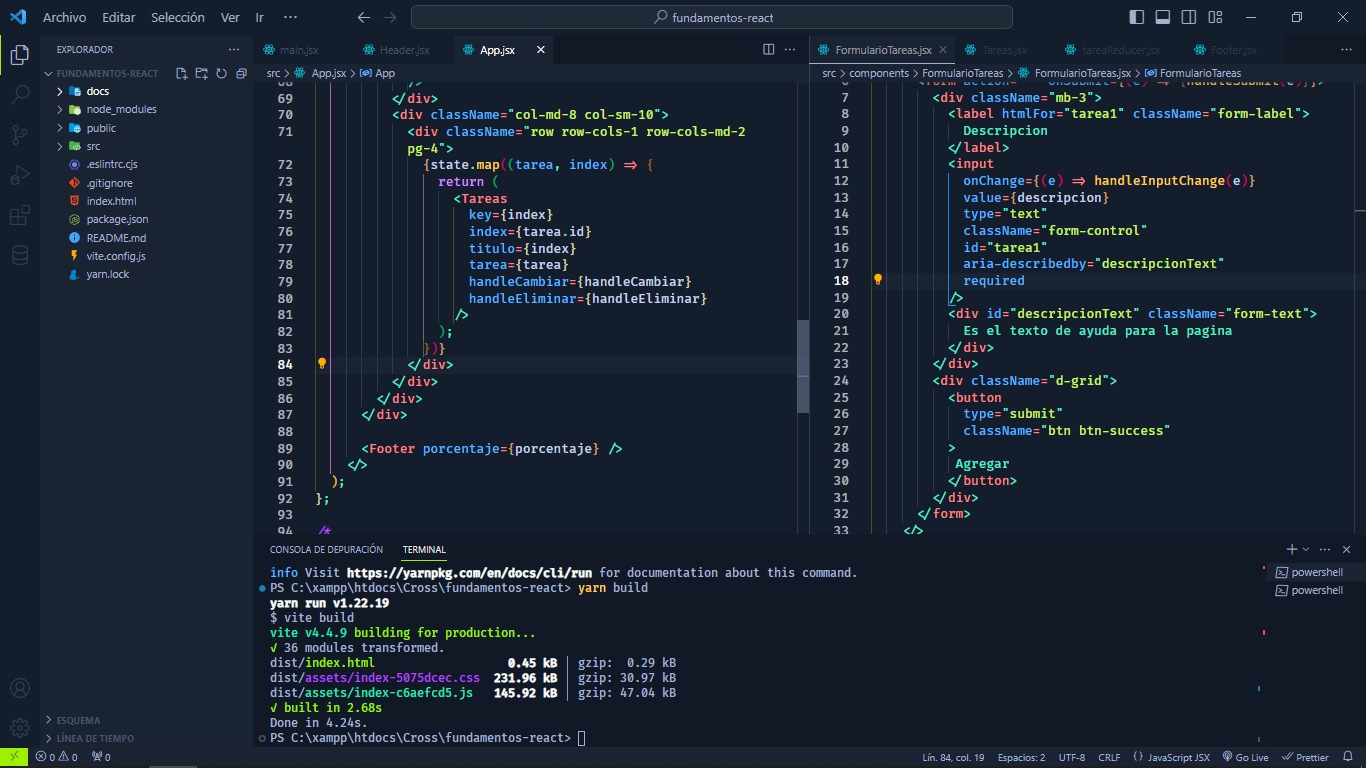 Archivo Editar Selección Ver Ir ···
fundamentos-react
EXPLORADOR
FUNDAMENTOS-REACT
docs
node_modules
public
src
.eslintrc.cjs
.gitignore
index.html
package.json
README.md
vite.config.js
yarn.lock
ESQUEMA
LÍNEA DE TIEMPO
main.jsx Header.jsx App.jsx
src > App.jsx > App
68 />
69 </div>
70 <div className="col-md-8 col-sm-10">
71 <div className="row row-cols-1 row-cols-md-2
pg-4">
72 {state.map((tarea, index) => {
73 return (
74 <Tareas
75 key={index}
76 index={tarea.id}
77 titulo={index}
78 tarea={tarea}
79 handleCambiar={handleCambiar}
80 handleEliminar={handleEliminar}
81 />
82 );
83 })}
84 </div>
85 </div>
86 </div>
87 </div>
88
89 <Footer porcentaje={porcentaje} />
90 </>
91 );
92 };
93
94 /*
FormularioTareas.jsx Tareas.jsx tareaReducer.jsx Footer.jsx
src > components > FormularioTareas > FormularioTareas.jsx > FormularioTareas
6 <form action="" onSubmit={(e) => {handleSubmit(e)}}>
7 <div className="mb-3">
8 <label htmlFor="tarea1" className="form-label">
9 Descripcion
10 </label>
11 <input
12 onChange={(e) => handleInputChange(e)}
13 value={descripcion}
14 type="text"
15 className="form-control"
16 id="tarea1"
17 aria-describedby="descripcionText"
18 required
19 />
20 <div id="descripcionText" className="form-text">
21 Es el texto de ayuda para la pagina
22 </div>
23 </div>
24 <div className="d-grid">
25 <button
26 type="submit"
27 className="btn btn-success"
28 >
29 Agregar
30 </button>
31 </div>
32 </form>
33 </>
CONSOLA DE DEPURACIÓN TERMINAL
info Visit https://yarnpkg.com/en/docs/cli/run for documentation about this command.
PS C:\xampp\htdocs\Cross\fundamentos-react> yarn build
yarn run v1.22.19
$ vite build
vite v4.4.9 building for production...
√ 36 modules transformed.
dist/index.html 0.45 kB │ gzip: 0.29 kB
dist/assets/index-5075dcec.css 231.96 kB │ gzip: 30.97 kB
dist/assets/index-c6aefcd5.js 145.92 kB │ gzip: 47.04 kB
√ built in 2.68s
Done in 4.24s.
PS C:\xampp\htdocs\Cross\fundamentos-react>
powershell
powershell
0 0 0 Lín. 84, col. 19 Espacios: 2 UTF-8 CRLF {} JavaScript JSX Go Live Prettier